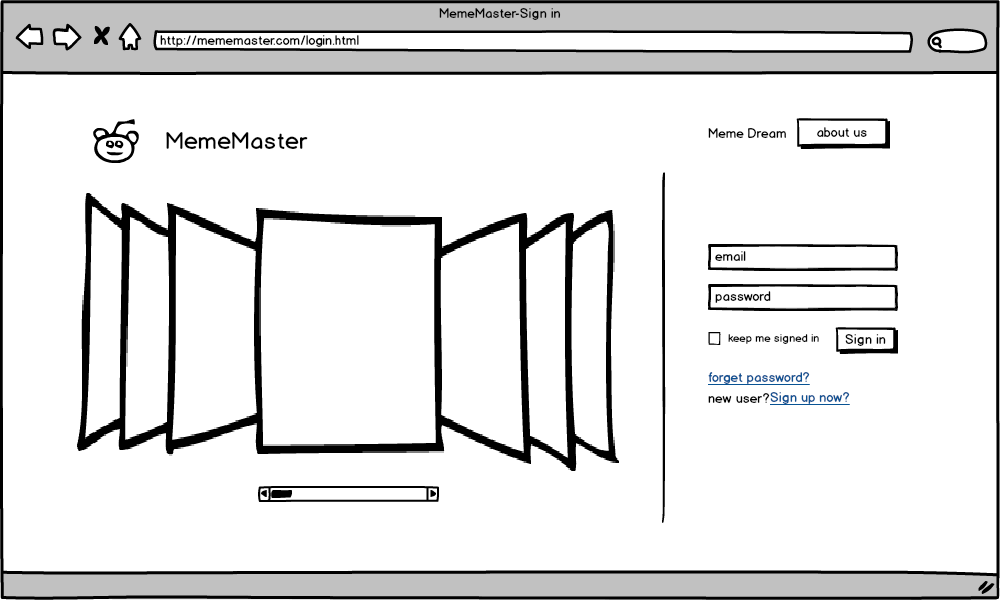 MemeMaster-Sign in
http://mememaster.com/login.html
MemeMaster
Meme Dream
about us
email
password
keep me signed in
Sign in
forget password?
new user?Sign up now?